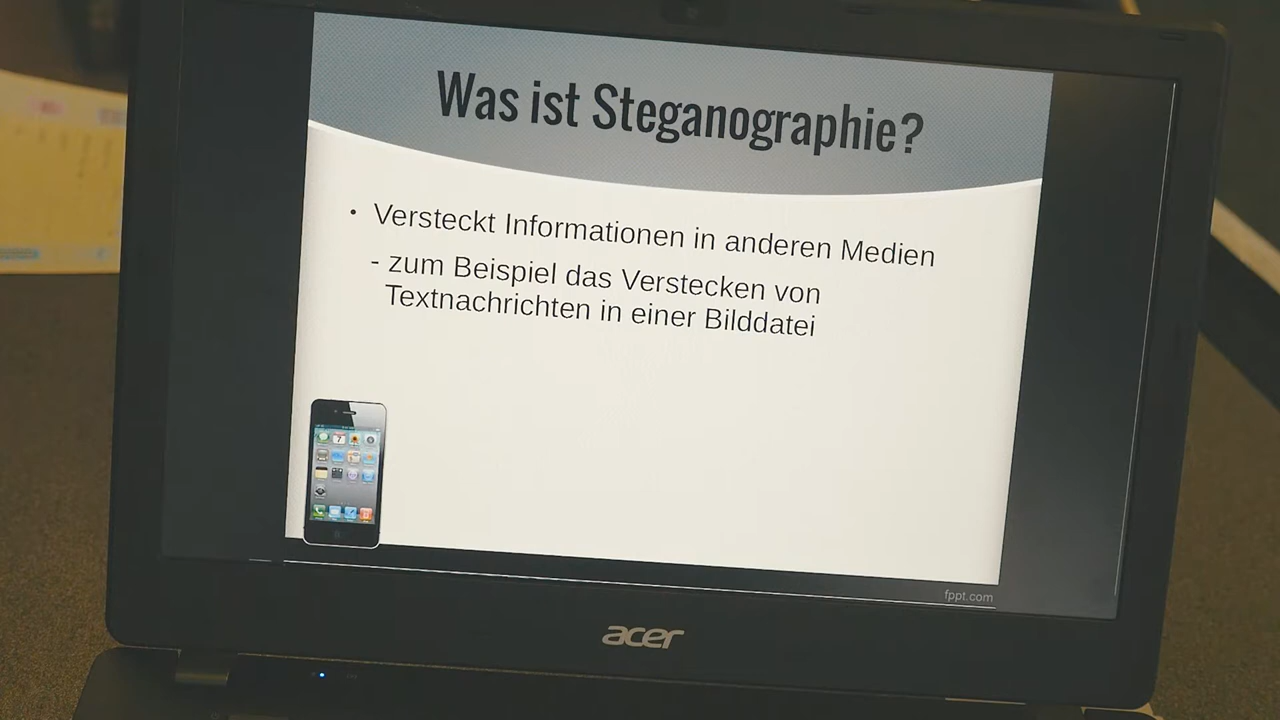 Was ist Steganographie?
• Versteckt Informationen in anderen Medien
- zum Beispiel das Verstecken von
Textnachrichten in einer Bilddatei
fppt.com
acer